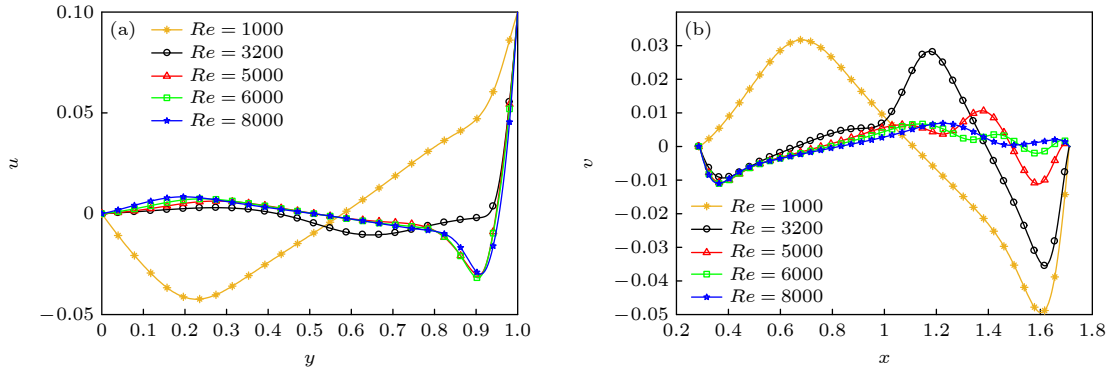 (a)
Re = 1000
Re = 3200
Re = 5000
Re = 6000
Re = 8000
0.10
0.05
0
−0.05
u
0 0.1 0.2 0.3 0.4 0.5 0.6 0.7 0.8 0.9 1.0
y
(b)
0.03
0.02
0.01
0
−0.01
−0.02
−0.03
−0.04
−0.05
v
Re = 1000
Re = 3200
Re = 5000
Re = 6000
Re = 8000
0.2 0.4 0.6 0.8 1 1.2 1.4 1.6 1.8
x